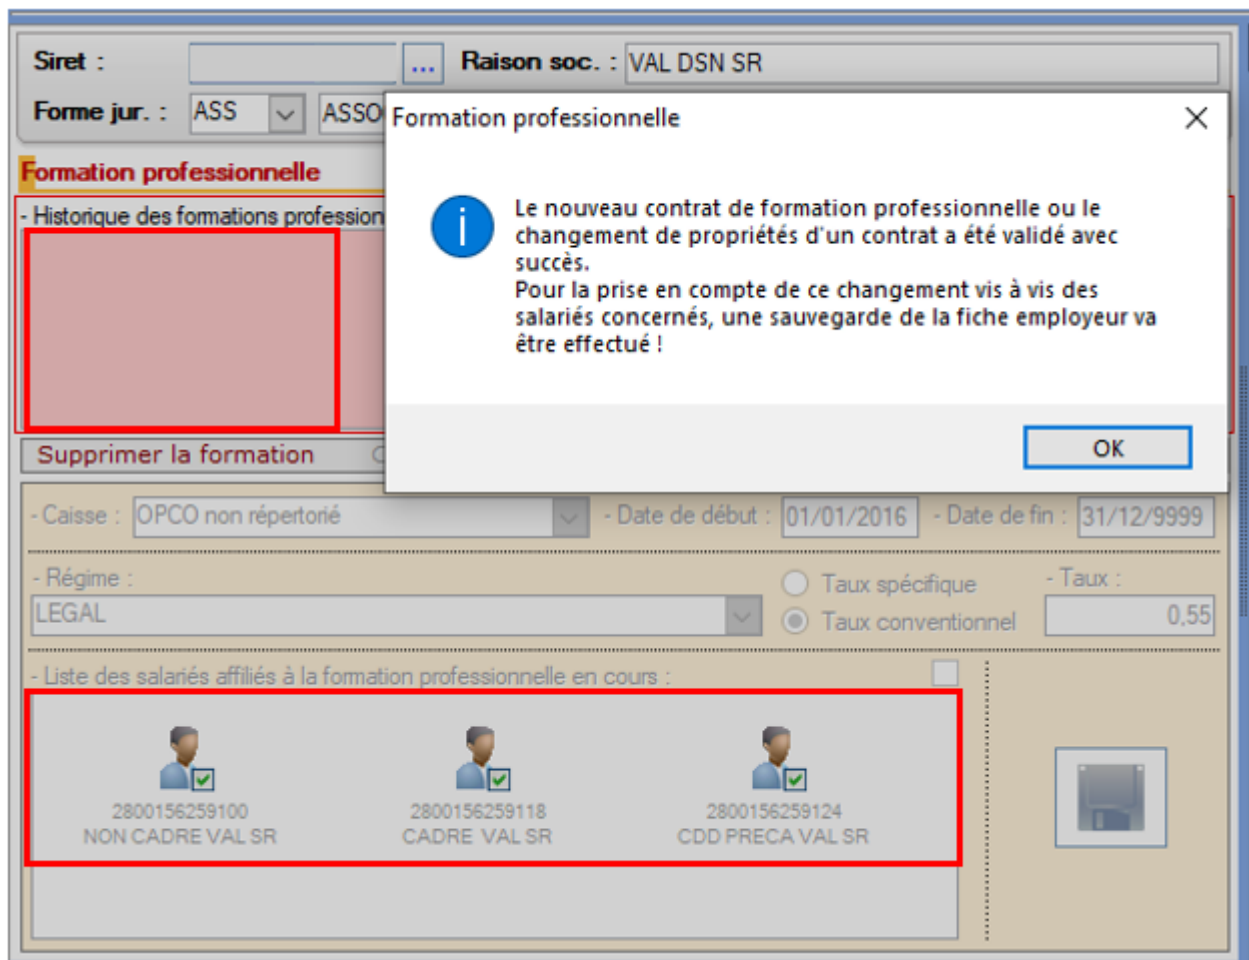 Siret :
...
Raison soc. : VAL DSN SR
Forme jur. : ASS ASSO
Formation professionnelle
Le nouveau contrat de formation professionnelle ou le
changement de propriétés d'un contrat a été validé avec
succès.
Pour la prise en compte de ce changement vis à vis des
salariés concernés, une sauvegarde de la fiche employeur va
être effectué !
OK
Formation professionnelle
- Historique des formations profession
Supprimer la formation
- Caisse : OPCO non répertorié - Date de début : 01/01/2016 - Date de fin : 31/12/9999
- Régime :
LEGAL
Taux spécifique
Taux conventionnel
- Taux :
0,55
- Liste des salariés affiliés à la formation professionnelle en cours :
2800156259100
NON CADRE VAL SR
2800156259118
CADRE VAL SR
2800156259124
CDD PRECA VAL SR